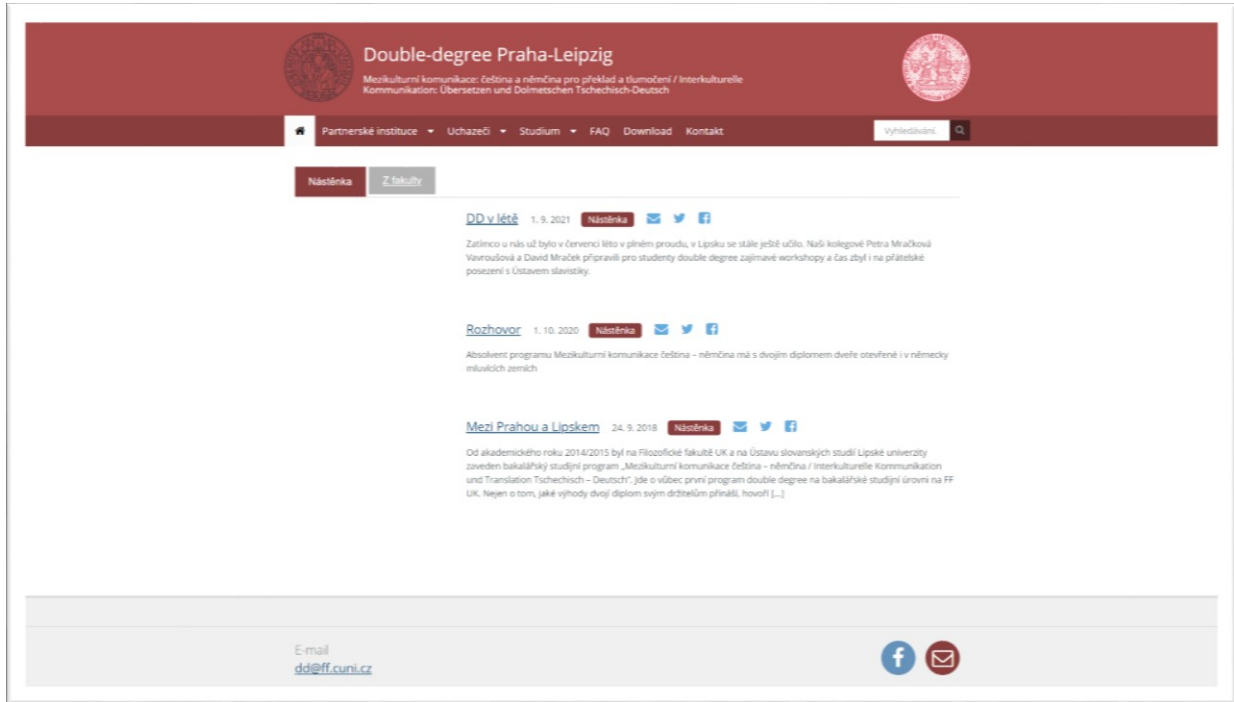 Double-degree Praha-Leipzig
Mezikulturní komunikace: čeština a němčina pro překlad a tlumočení / Interkulturelle
Kommunikation: Übersetzen und Dolmetschen Tschechisch-Deutsch
Partnerské instituce Uchazeči Studium FAQ Download Kontakt Vyhledávání.
Nástěnka Z fakulty
DD v létě 1. 9. 2021 Nástěnka
Zatímco u nás už bylo v červenci léto v plném proudu, v Lipsku se stále ještě učilo. Naši kolegové Petra Mračková
Vavroušová a David Mraček připravili pro studenty double degree zajímavé workshopy a čas zbyl i na přátelské
posezení s Ústavem slavistiky.
Rozhovor 1. 10. 2020 Nástěnka
Absolvent programu Mezikulturní komunikace čeština – němčina má s dvojím diplomem dveře otevřené i v německy
mluvících zemích
Mezi Prahou a Lipskem 24. 9. 2018 Nástěnka
Od akademického roku 2014/2015 byl na Filozofické fakultě UK a na Ústavu slovanských studií Lipské univerzity
zaveden bakalářský studijní program „Mezikulturní komunikace čeština – němčina / Interkulturelle Kommunikation
und Translation Tschechisch – Deutsch“. Jde o vůbec první program double degree na bakalářské studijní úrovni na FF
UK. Nejen o tom, jaké výhody dvojí diplom svým držitelům přináší, hovoří [...]
E-mail
dd@ff.cuni.cz